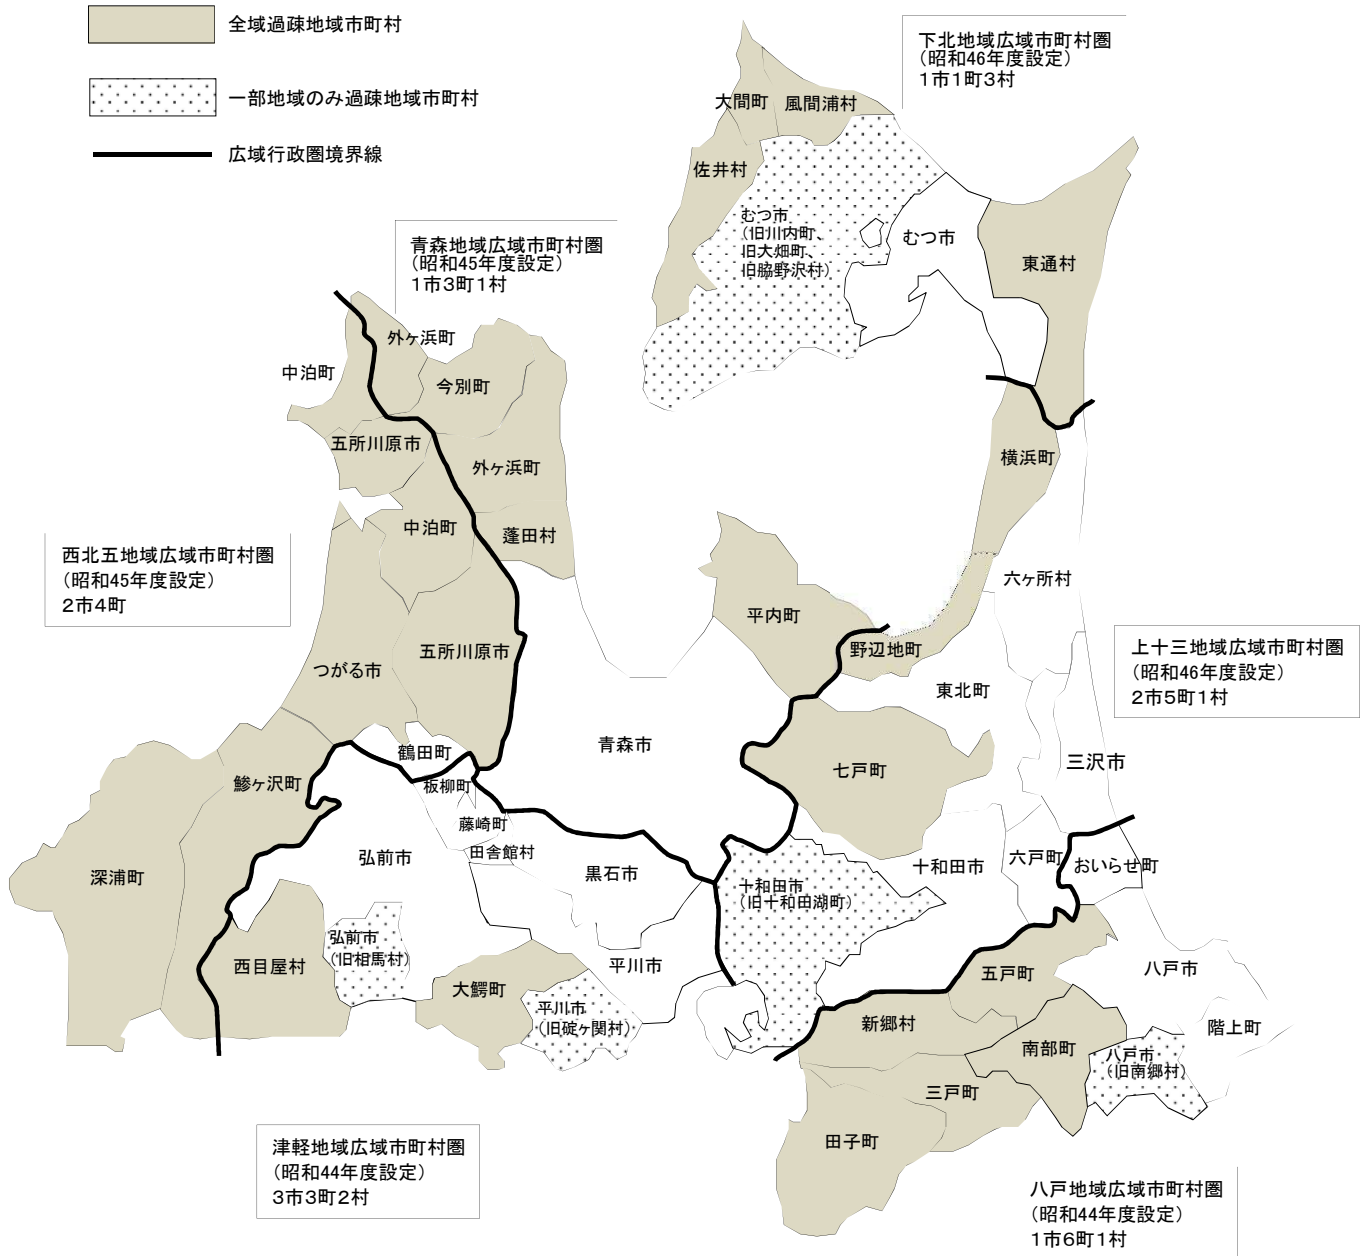 全域過疎地域市町村
一部地域のみ過疎地域市町村
広域行政圏境界線
下北地域広域市町村圏
(昭和46年度設定)
1市1町3村
大間町
風間浦村
佐井村
むつ市
(旧川内町、
旧大畑町、
旧脇野沢村)
むつ市
東通村
青森地域広域市町村圏
(昭和45年度設定)
1市3町1村
外ヶ浜町
中泊町
今別町
五所川原市
外ヶ浜町
横浜町
中泊町
蓬田村
西北五地域広域市町村圏
(昭和45年度設定)
2市4町
六ヶ所村
平内町
野辺地町
五所川原市
つがる市
東北町
上十三地域広域市町村圏
(昭和46年度設定)
2市5町1村
青森市
鶴田町
七戸町
三沢市
鰺ヶ沢町
板柳町
藤崎町
田舎館村
弘前市
黒石市
十和田市
六戸町
おいらせ町
深浦町
十和田市
(旧十和田湖町)
弘前市
(旧相馬村)
西目屋村
平川市
大鰐町
平川市
(旧碇ヶ関村)
五戸町
八戸市
新郷村
階上町
南部町
八戸市
(旧南郷村)
三戸町
田子町
津軽地域広域市町村圏
(昭和44年度設定)
3市3町2村
八戸地域広域市町村圏
(昭和44年度設定)
1市6町1村